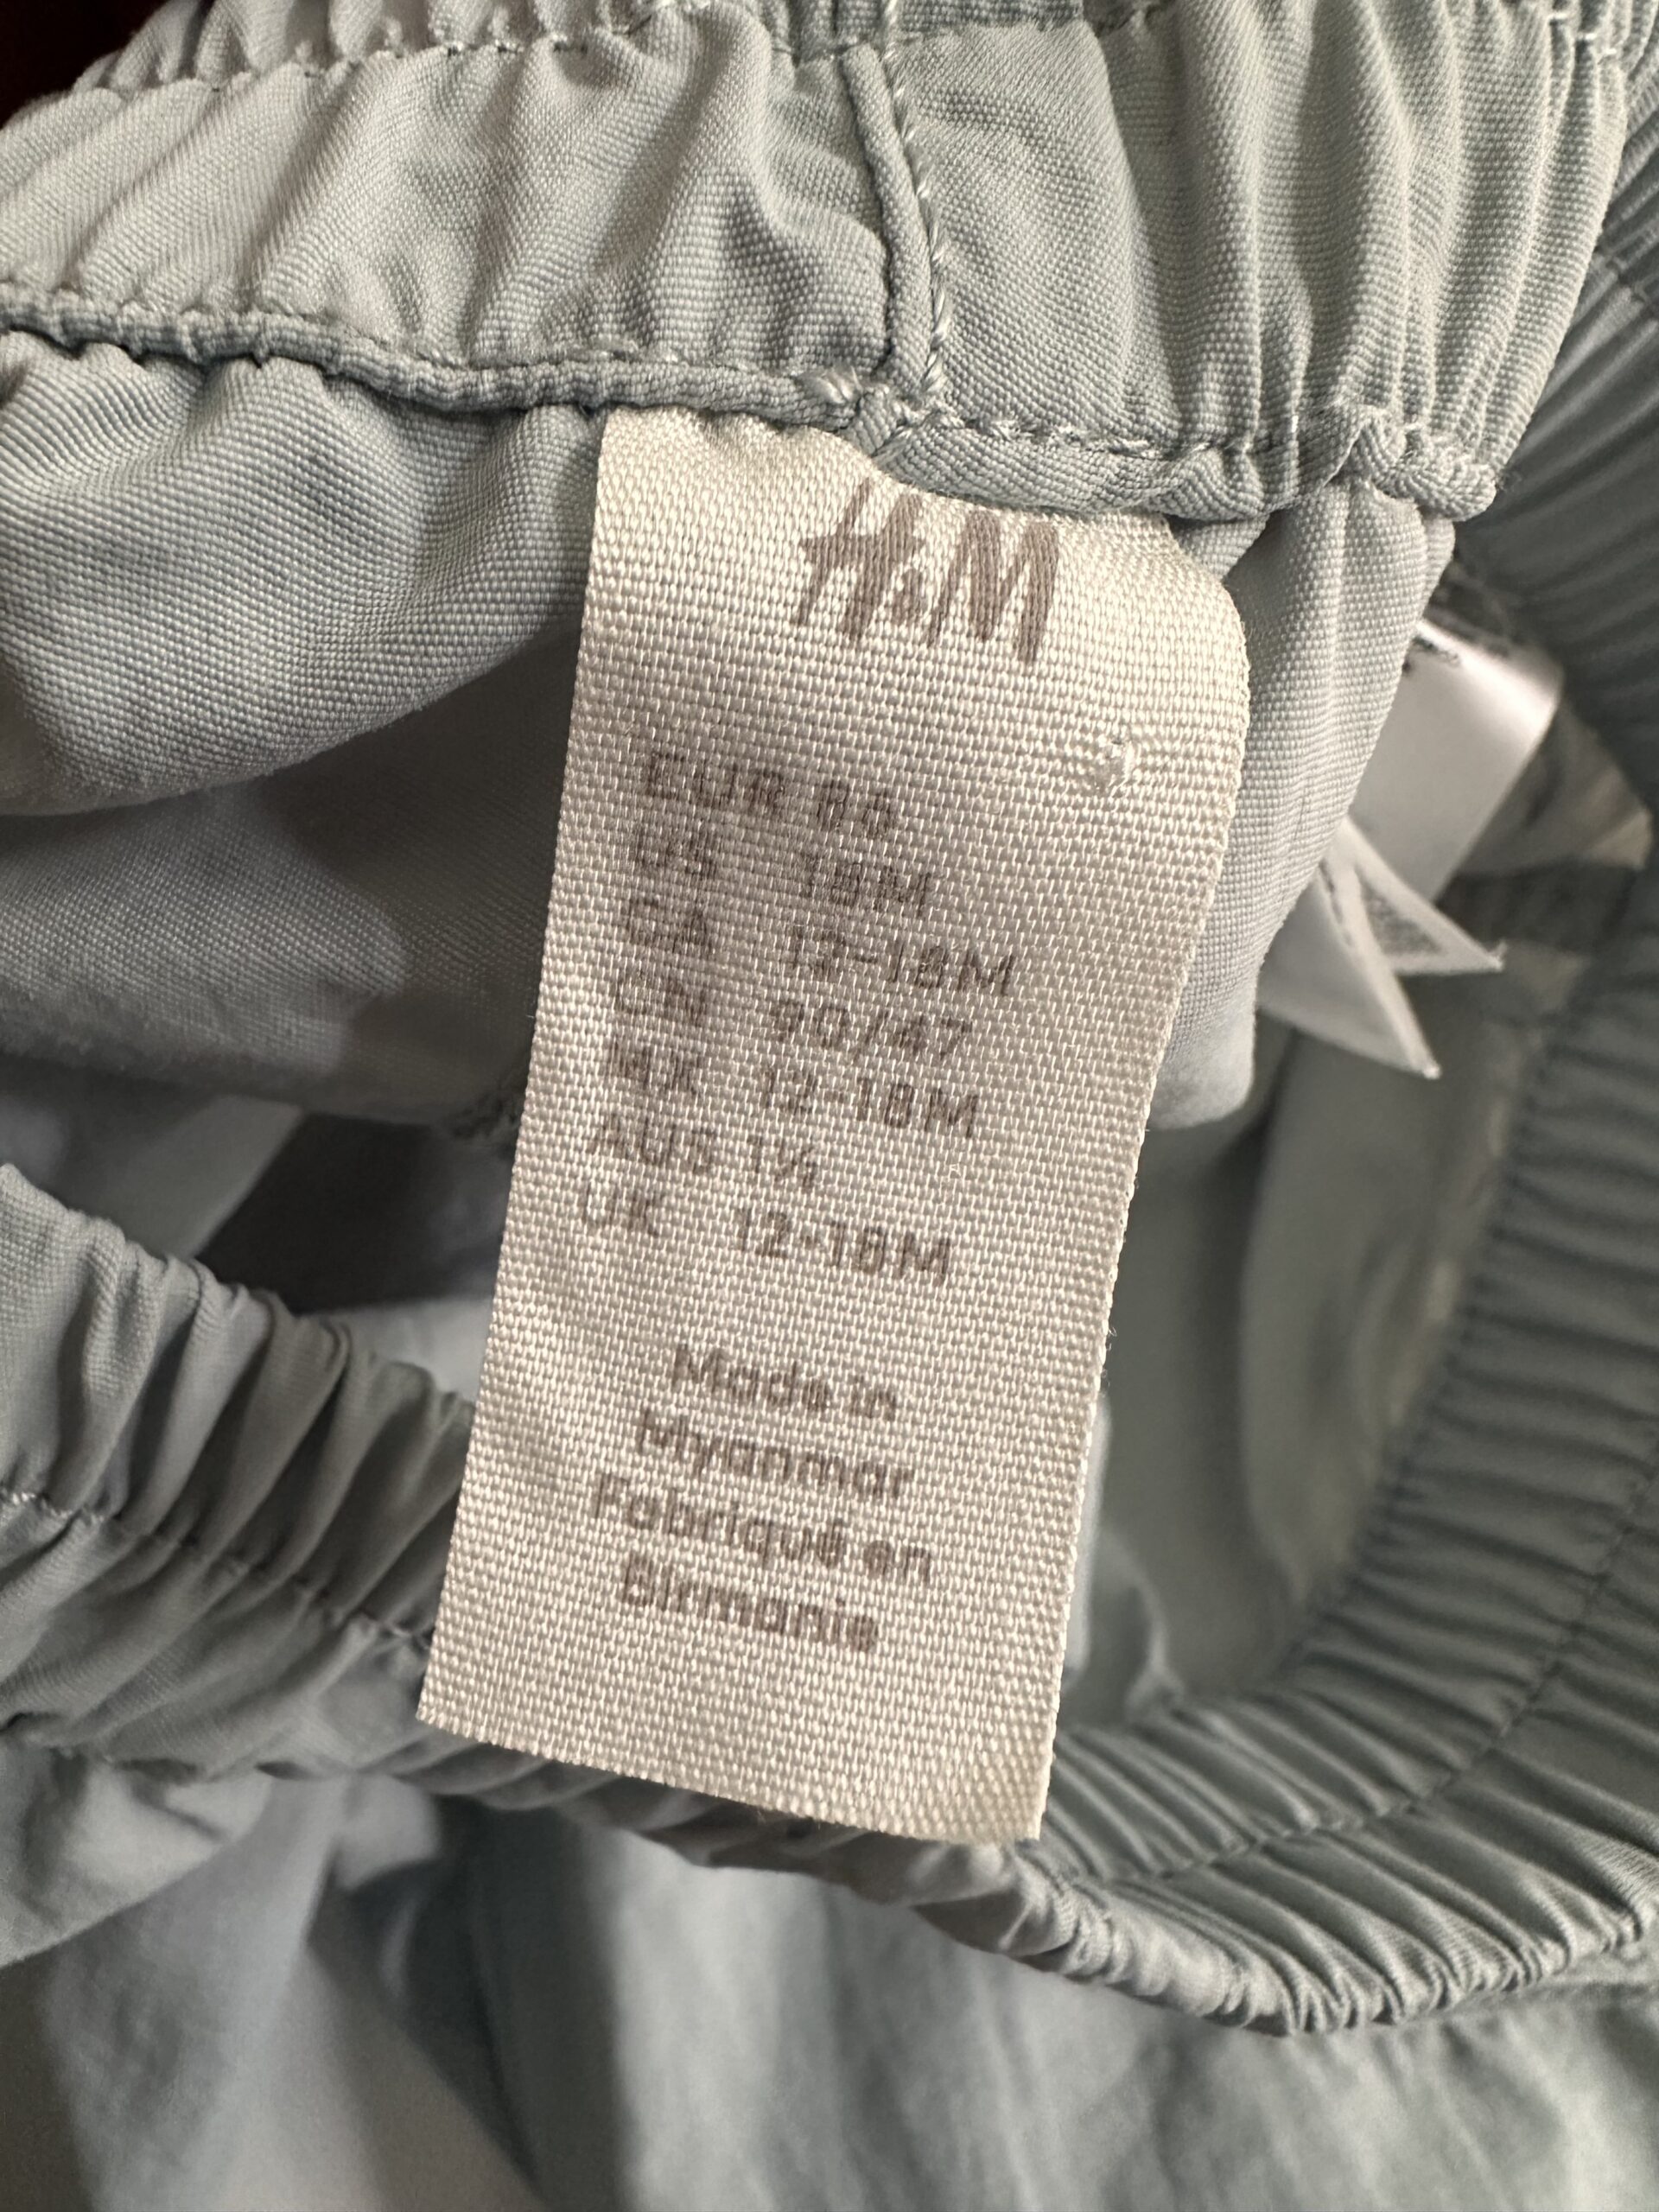 H&M
EUR 86
US 18M
CA 12-18M
CN 90/47
MX 12-18M
AUS 1½
UK 12-18M
Made in
Myanmar
Fabriqué en
Birmanie